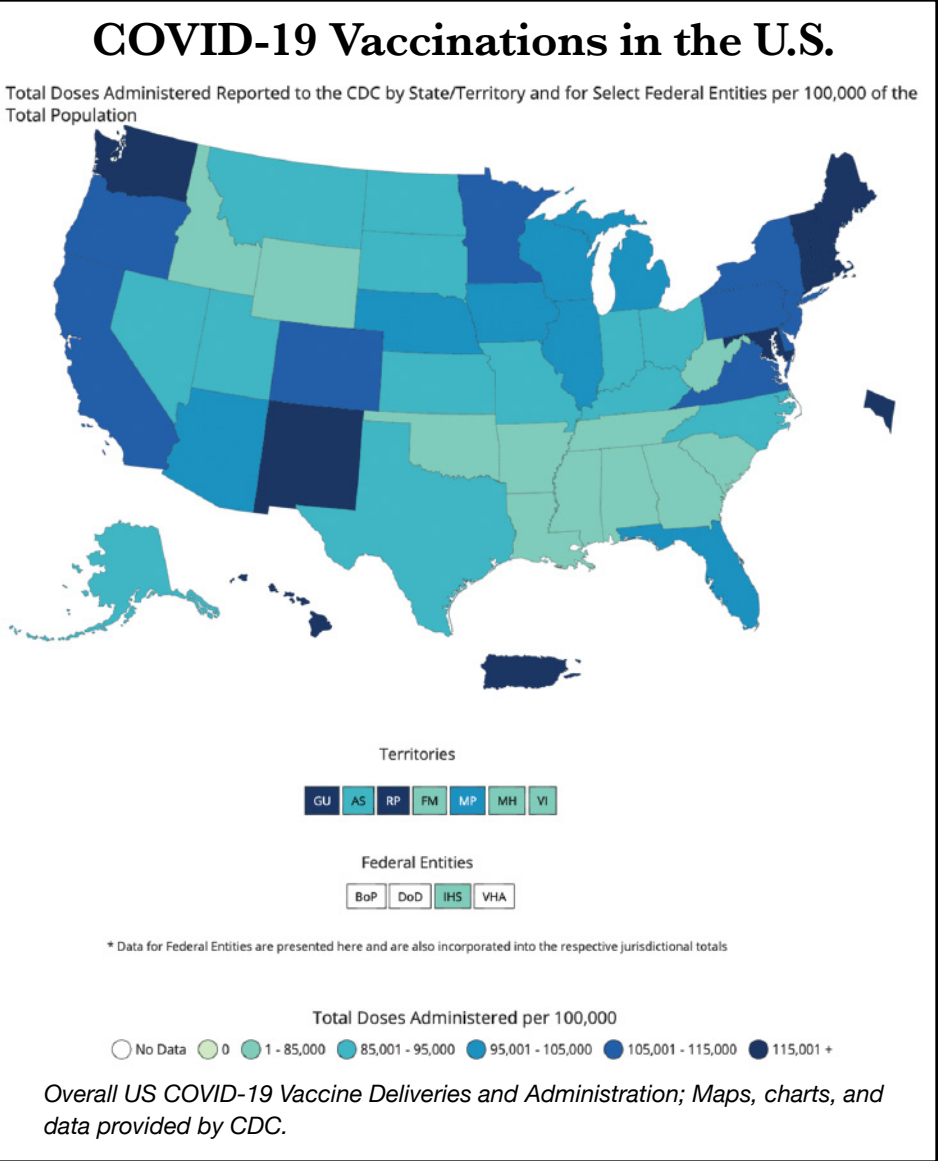 COVID-19 Vaccinations in the U.S.
Total Doses Administered Reported to the CDC by State/Territory and for Select Federal Entities per 100,000 of the
Total Population
Territories
GU AS RP FM MP MH VI
Federal Entities
BoP DoD IHS VHA
* Data for Federal Entities are presented here and are also incorporated into the respective jurisdictional totals
Total Doses Administered per 100,000
No Data 0 1 - 85,000 85,001 - 95,000 95,001 - 105,000 105,001 - 115,000 115,001 +
Overall US COVID-19 Vaccine Deliveries and Administration; Maps, charts, and
data provided by CDC.